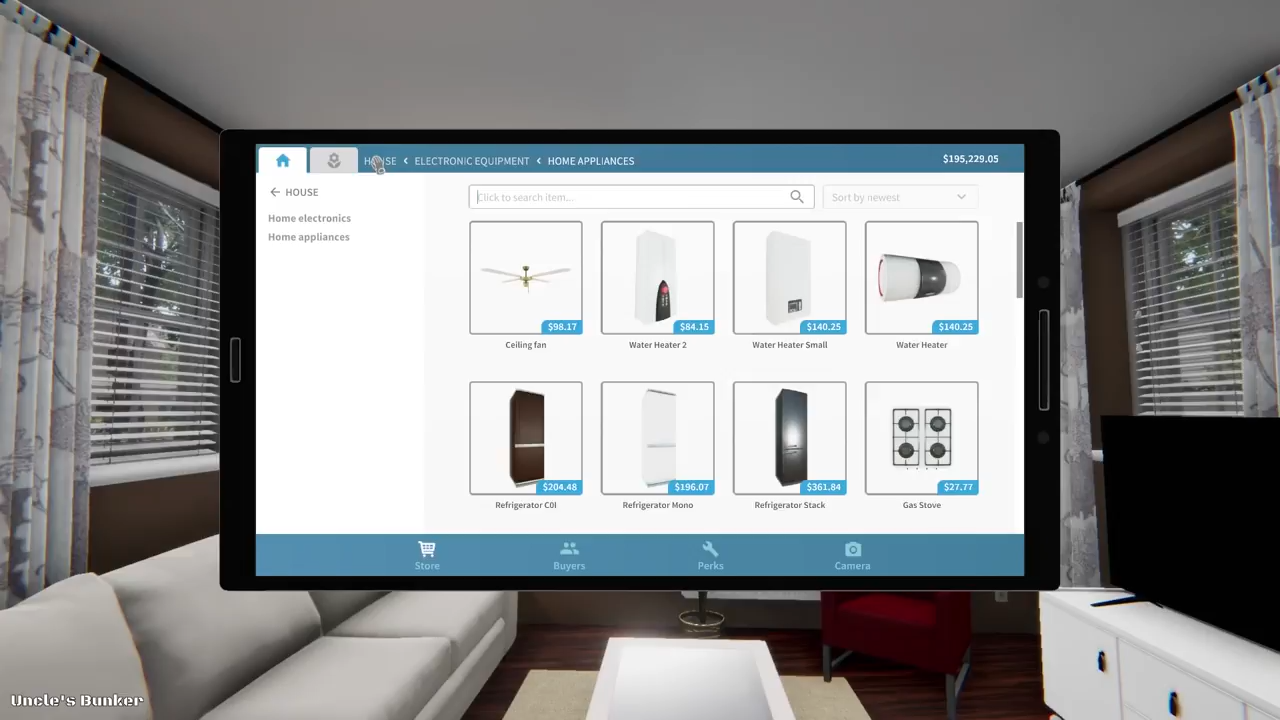 HOUSE < ELECTRONIC EQUIPMENT < HOME APPLIANCES
$195,229.05
← HOUSE
Home electronics
Home appliances
Click to search item...
Sort by newest
$98.17
$84.15
$140.25
$140.25
Ceiling fan
Water Heater 2
Water Heater Small
Water Heater
$204.48
$196.07
$361.84
$27.77
Refrigerator C0I
Refrigerator Mono
Refrigerator Stack
Gas Stove
Store
Buyers
Perks
Camera
Uncle's Bunker